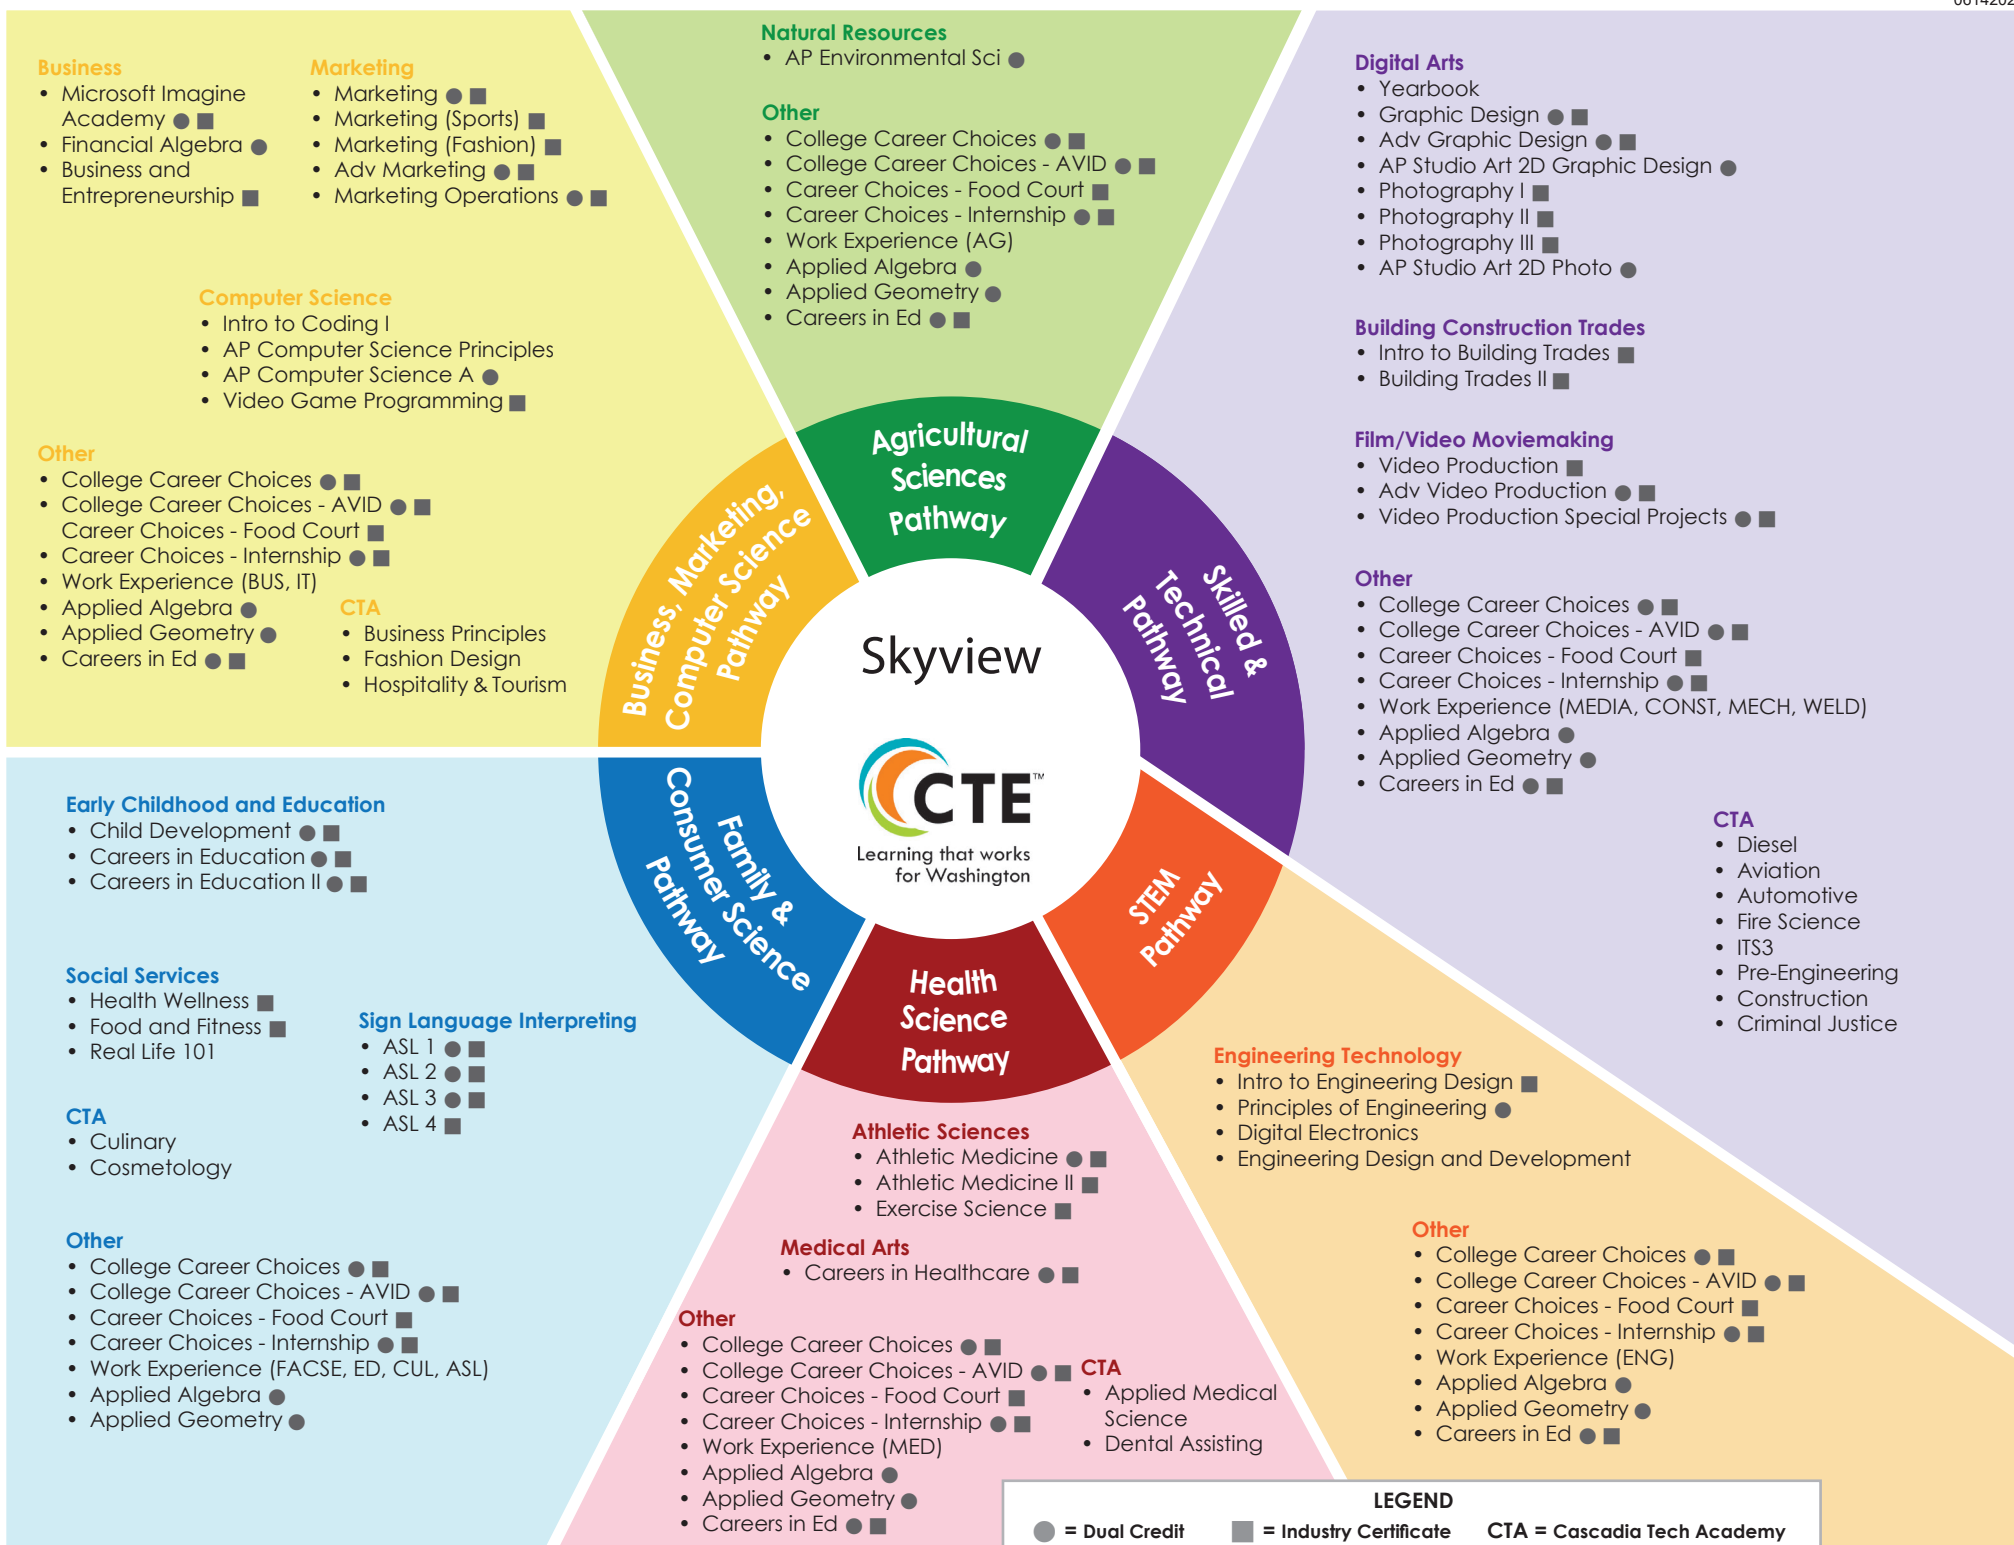 Business
• Microsoft Imagine
Academy
• Financial Algebra
• Business and
Entrepreneurship
Marketing
• Marketing
• Marketing (Sports)
• Marketing (Fashion)
• Adv Marketing
• Marketing Operations
Computer Science
• Intro to Coding I
• AP Computer Science Principles
• AP Computer Science A
• Video Game Programming
Other
• College Career Choices
• College Career Choices - AVID
Career Choices - Food Court
• Career Choices - Internship
• Work Experience (BUS, IT)
• Applied Algebra
• Applied Geometry
• Careers in Ed
CTA
• Business Principles
• Fashion Design
• Hospitality & Tourism
Natural Resources
• AP Environmental Sci
Other
• College Career Choices
• College Career Choices - AVID
• Career Choices - Food Court
• Career Choices - Internship
• Work Experience (AG)
• Applied Algebra
• Applied Geometry
• Careers in Ed
Digital Arts
• Yearbook
• Graphic Design
• Adv Graphic Design
• AP Studio Art 2D Graphic Design
• Photography I
• Photography II
• Photography III
• AP Studio Art 2D Photo
Building Construction Trades
• Intro to Building Trades
• Building Trades II
Film/Video Moviemaking
• Video Production
• Adv Video Production
• Video Production Special Projects
Other
• College Career Choices
• College Career Choices - AVID
• Career Choices - Food Court
• Career Choices - Internship
• Work Experience (MEDIA, CONST, MECH, WELD)
• Applied Algebra
• Applied Geometry
• Careers in Ed
CTA
• Diesel
• Aviation
• Automotive
• Fire Science
• ITS3
• Pre-Engineering
• Construction
• Criminal Justice
Agricultural
Sciences
Pathway
Business, Marketing,
Computer Science
Pathway
Skilled &
Technical
Pathway
Skyview
CTE™
Learning that works
for Washington
Family &
Consumer Science
Pathway
Health
Science
Pathway
STEM
Pathway
Early Childhood and Education
• Child Development
• Careers in Education
• Careers in Education II
Social Services
• Health Wellness
• Food and Fitness
• Real Life 101
Sign Language Interpreting
• ASL 1
• ASL 2
• ASL 3
• ASL 4
CTA
• Culinary
• Cosmetology
Other
• College Career Choices
• College Career Choices - AVID
• Career Choices - Food Court
• Career Choices - Internship
• Work Experience (FACSE, ED, CUL, ASL)
• Applied Algebra
• Applied Geometry
Athletic Sciences
• Athletic Medicine
• Athletic Medicine II
• Exercise Science
Medical Arts
• Careers in Healthcare
Other
• College Career Choices
• College Career Choices - AVID
• Career Choices - Food Court
• Career Choices - Internship
• Work Experience (MED)
• Applied Algebra
• Applied Geometry
• Careers in Ed
CTA
• Applied Medical
Science
• Dental Assisting
Engineering Technology
• Intro to Engineering Design
• Principles of Engineering
• Digital Electronics
• Engineering Design and Development
Other
• College Career Choices
• College Career Choices - AVID
• Career Choices - Food Court
• Career Choices - Internship
• Work Experience (ENG)
• Applied Algebra
• Applied Geometry
• Careers in Ed
LEGEND
= Dual Credit = Industry Certificate CTA = Cascadia Tech Academy